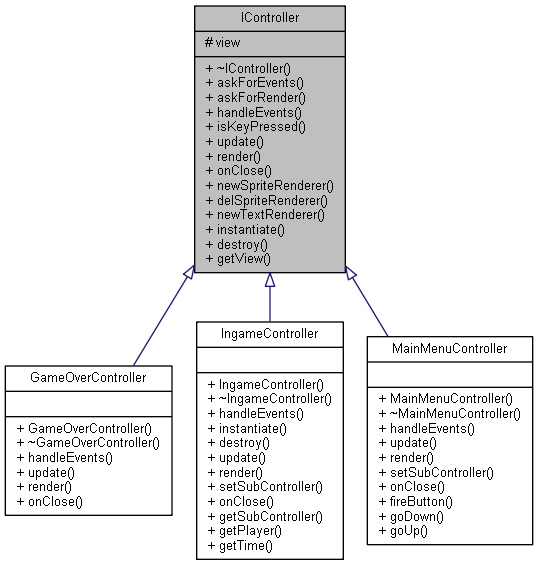 IController
# view
+ ~IController()
+ askForEvents()
+ askForRender()
+ handleEvents()
+ isKeyPressed()
+ update()
+ render()
+ onClose()
+ newSpriteRenderer()
+ delSpriteRenderer()
+ newTextRenderer()
+ instantiate()
+ destroy()
+ getView()
GameOverController
+ GameOverController()
+ ~GameOverController()
+ handleEvents()
+ update()
+ render()
+ onClose()
IngameController
+ IngameController()
+ ~IngameController()
+ handleEvents()
+ instantiate()
+ destroy()
+ update()
+ render()
+ setSubController()
+ onClose()
+ getSubController()
+ getPlayer()
+ getTime()
MainMenuController
+ MainMenuController()
+ ~MainMenuController()
+ handleEvents()
+ update()
+ render()
+ setSubController()
+ onClose()
+ fireButton()
+ goDown()
+ goUp()